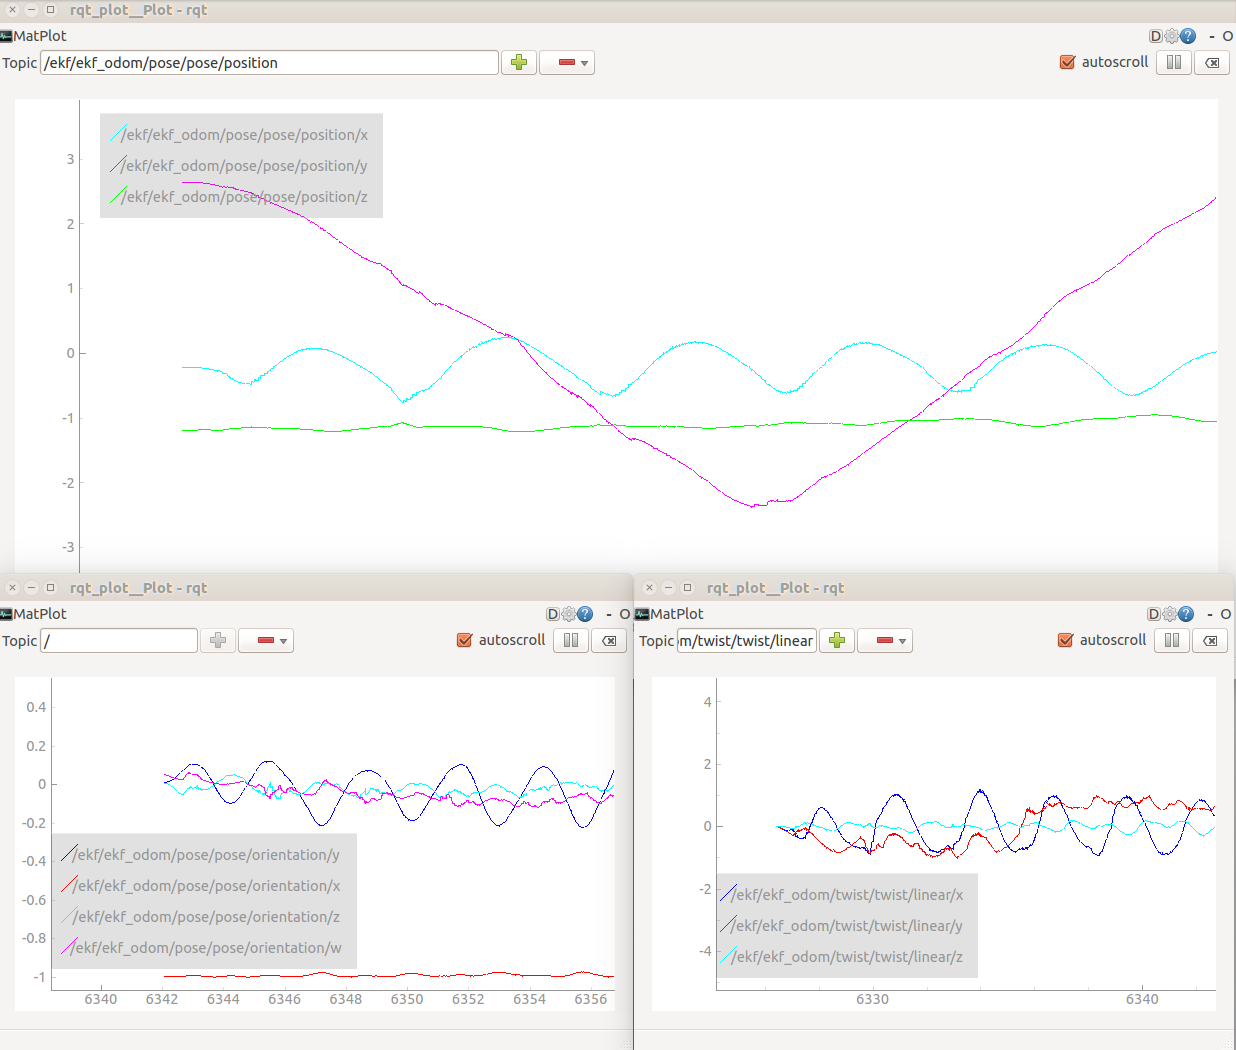 rqt_plot__Plot - rqt
MatPlot
D - O
Topic /ekf/ekf_odom/pose/pose/position
autoscroll
/ekf/ekf_odom/pose/pose/position/x
/ekf/ekf_odom/pose/pose/position/y
/ekf/ekf_odom/pose/pose/position/z
3
2
1
0
-1
-2
-3
rqt_plot__Plot - rqt
MatPlot
D - O
Topic /
autoscroll
0.4
0.2
0
-0.2
-0.4
-0.6
-0.8
-1
/ekf/ekf_odom/pose/pose/orientation/y
/ekf/ekf_odom/pose/pose/orientation/x
/ekf/ekf_odom/pose/pose/orientation/z
/ekf/ekf_odom/pose/pose/orientation/w
6340 6342 6344 6346 6348 6350 6352 6354 6356
rqt_plot__Plot - rqt
MatPlot
D - O
Topic om/twist/twist/linear
autoscroll
4
2
0
-2
-4
/ekf/ekf_odom/twist/twist/linear/x
/ekf/ekf_odom/twist/twist/linear/y
/ekf/ekf_odom/twist/twist/linear/z
6330 6340